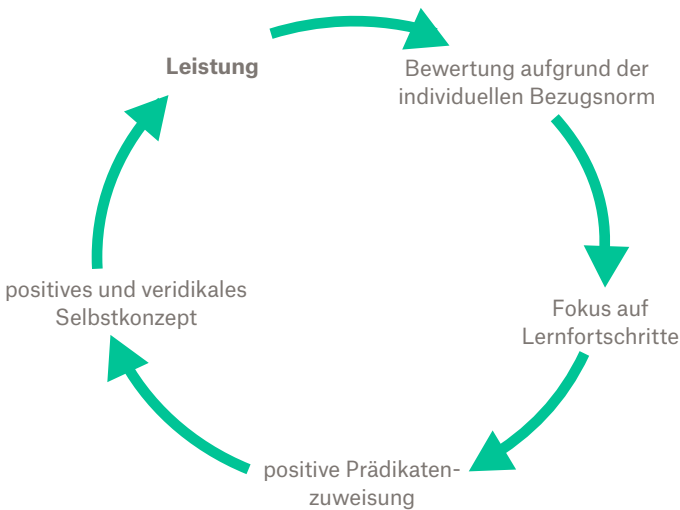 Leistung
Bewertung aufgrund der
individuellen Bezugsnorm
Fokus auf
Lernfortschritte
positive Prädikaten-
zuweisung
positives und veridikales
Selbstkonzept